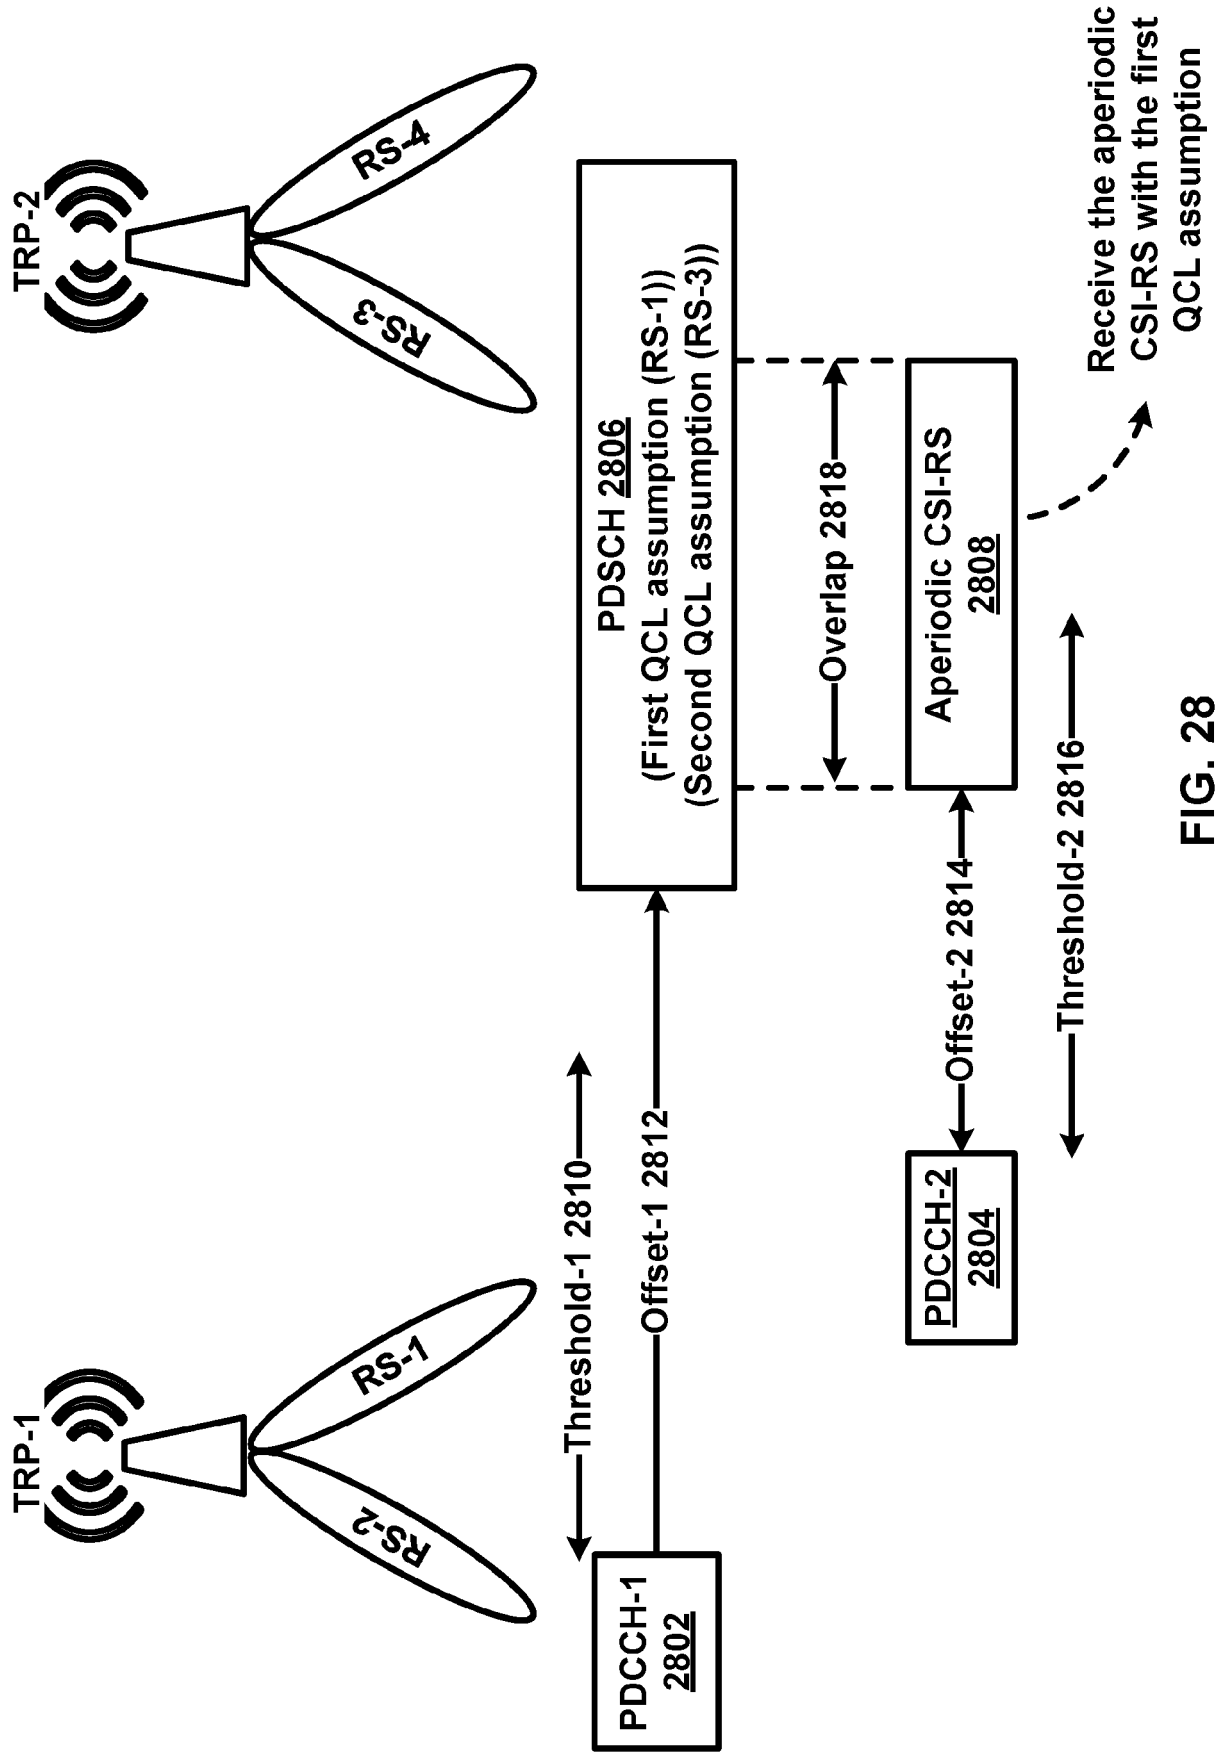 TRP-1
TRP-2
RS-2
RS-1
RS-3
RS-4
Threshold-1 2810
PDCCH-1
2802
Offset-1 2812
PDSCH 2806
(First QCL assumption (RS-1))
(Second QCL assumption (RS-3))
Overlap 2818
PDCCH-2
2804
Offset-2 2814
Aperiodic CSI-RS
2808
Threshold-2 2816
Receive the aperiodic
CSI-RS with the first
QCL assumption
FIG. 28